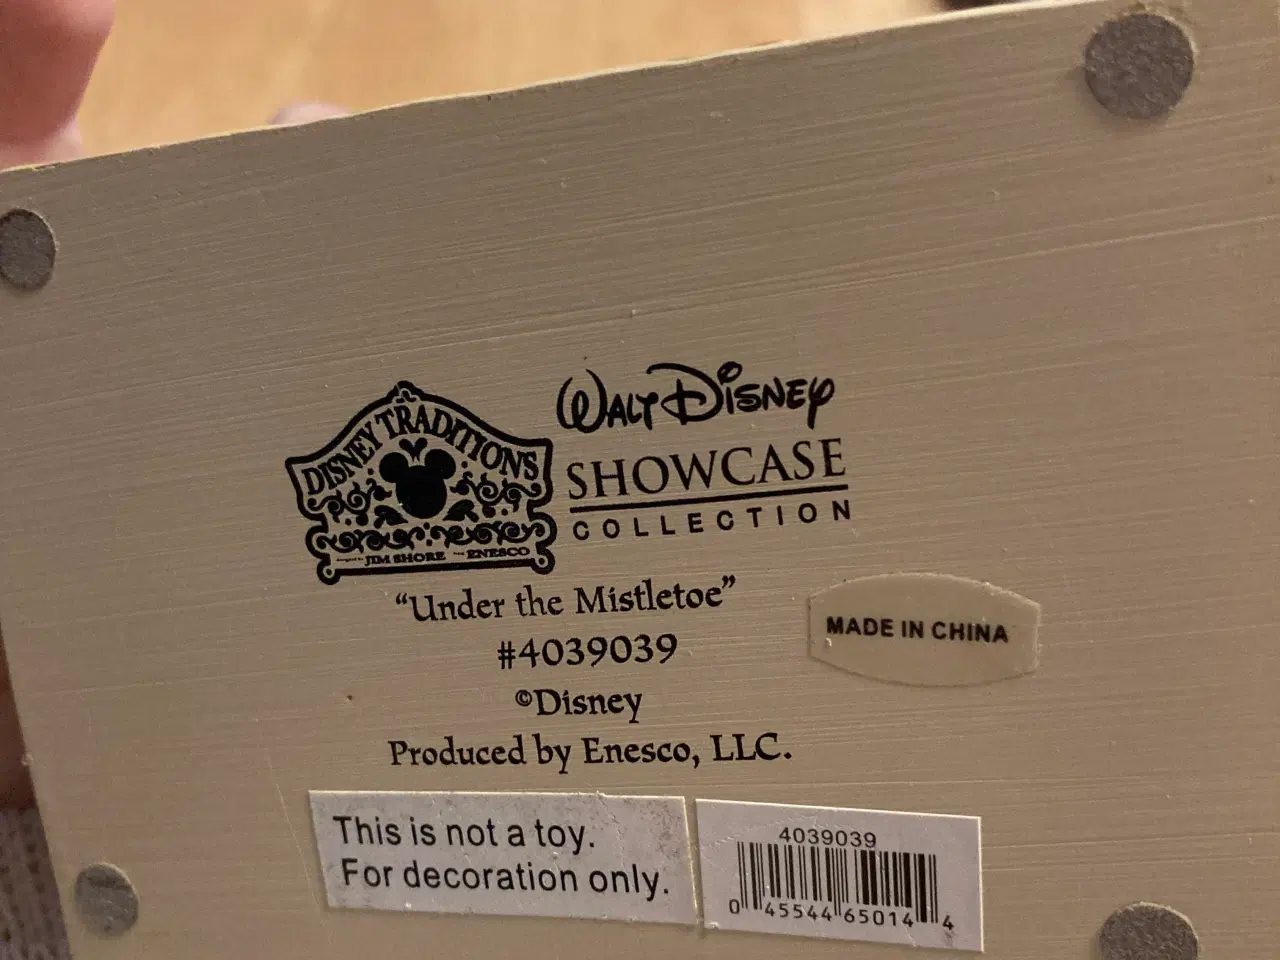 DISNEY TRADITIONS
JIM SHORE ENESCO
WALT DISNEY
SHOWCASE
COLLECTION
“Under the Mistletoe”
#4039039
©Disney
Produced by Enesco, LLC.
MADE IN CHINA
This is not a toy.
For decoration only.
4039039
0 45544 65014 4